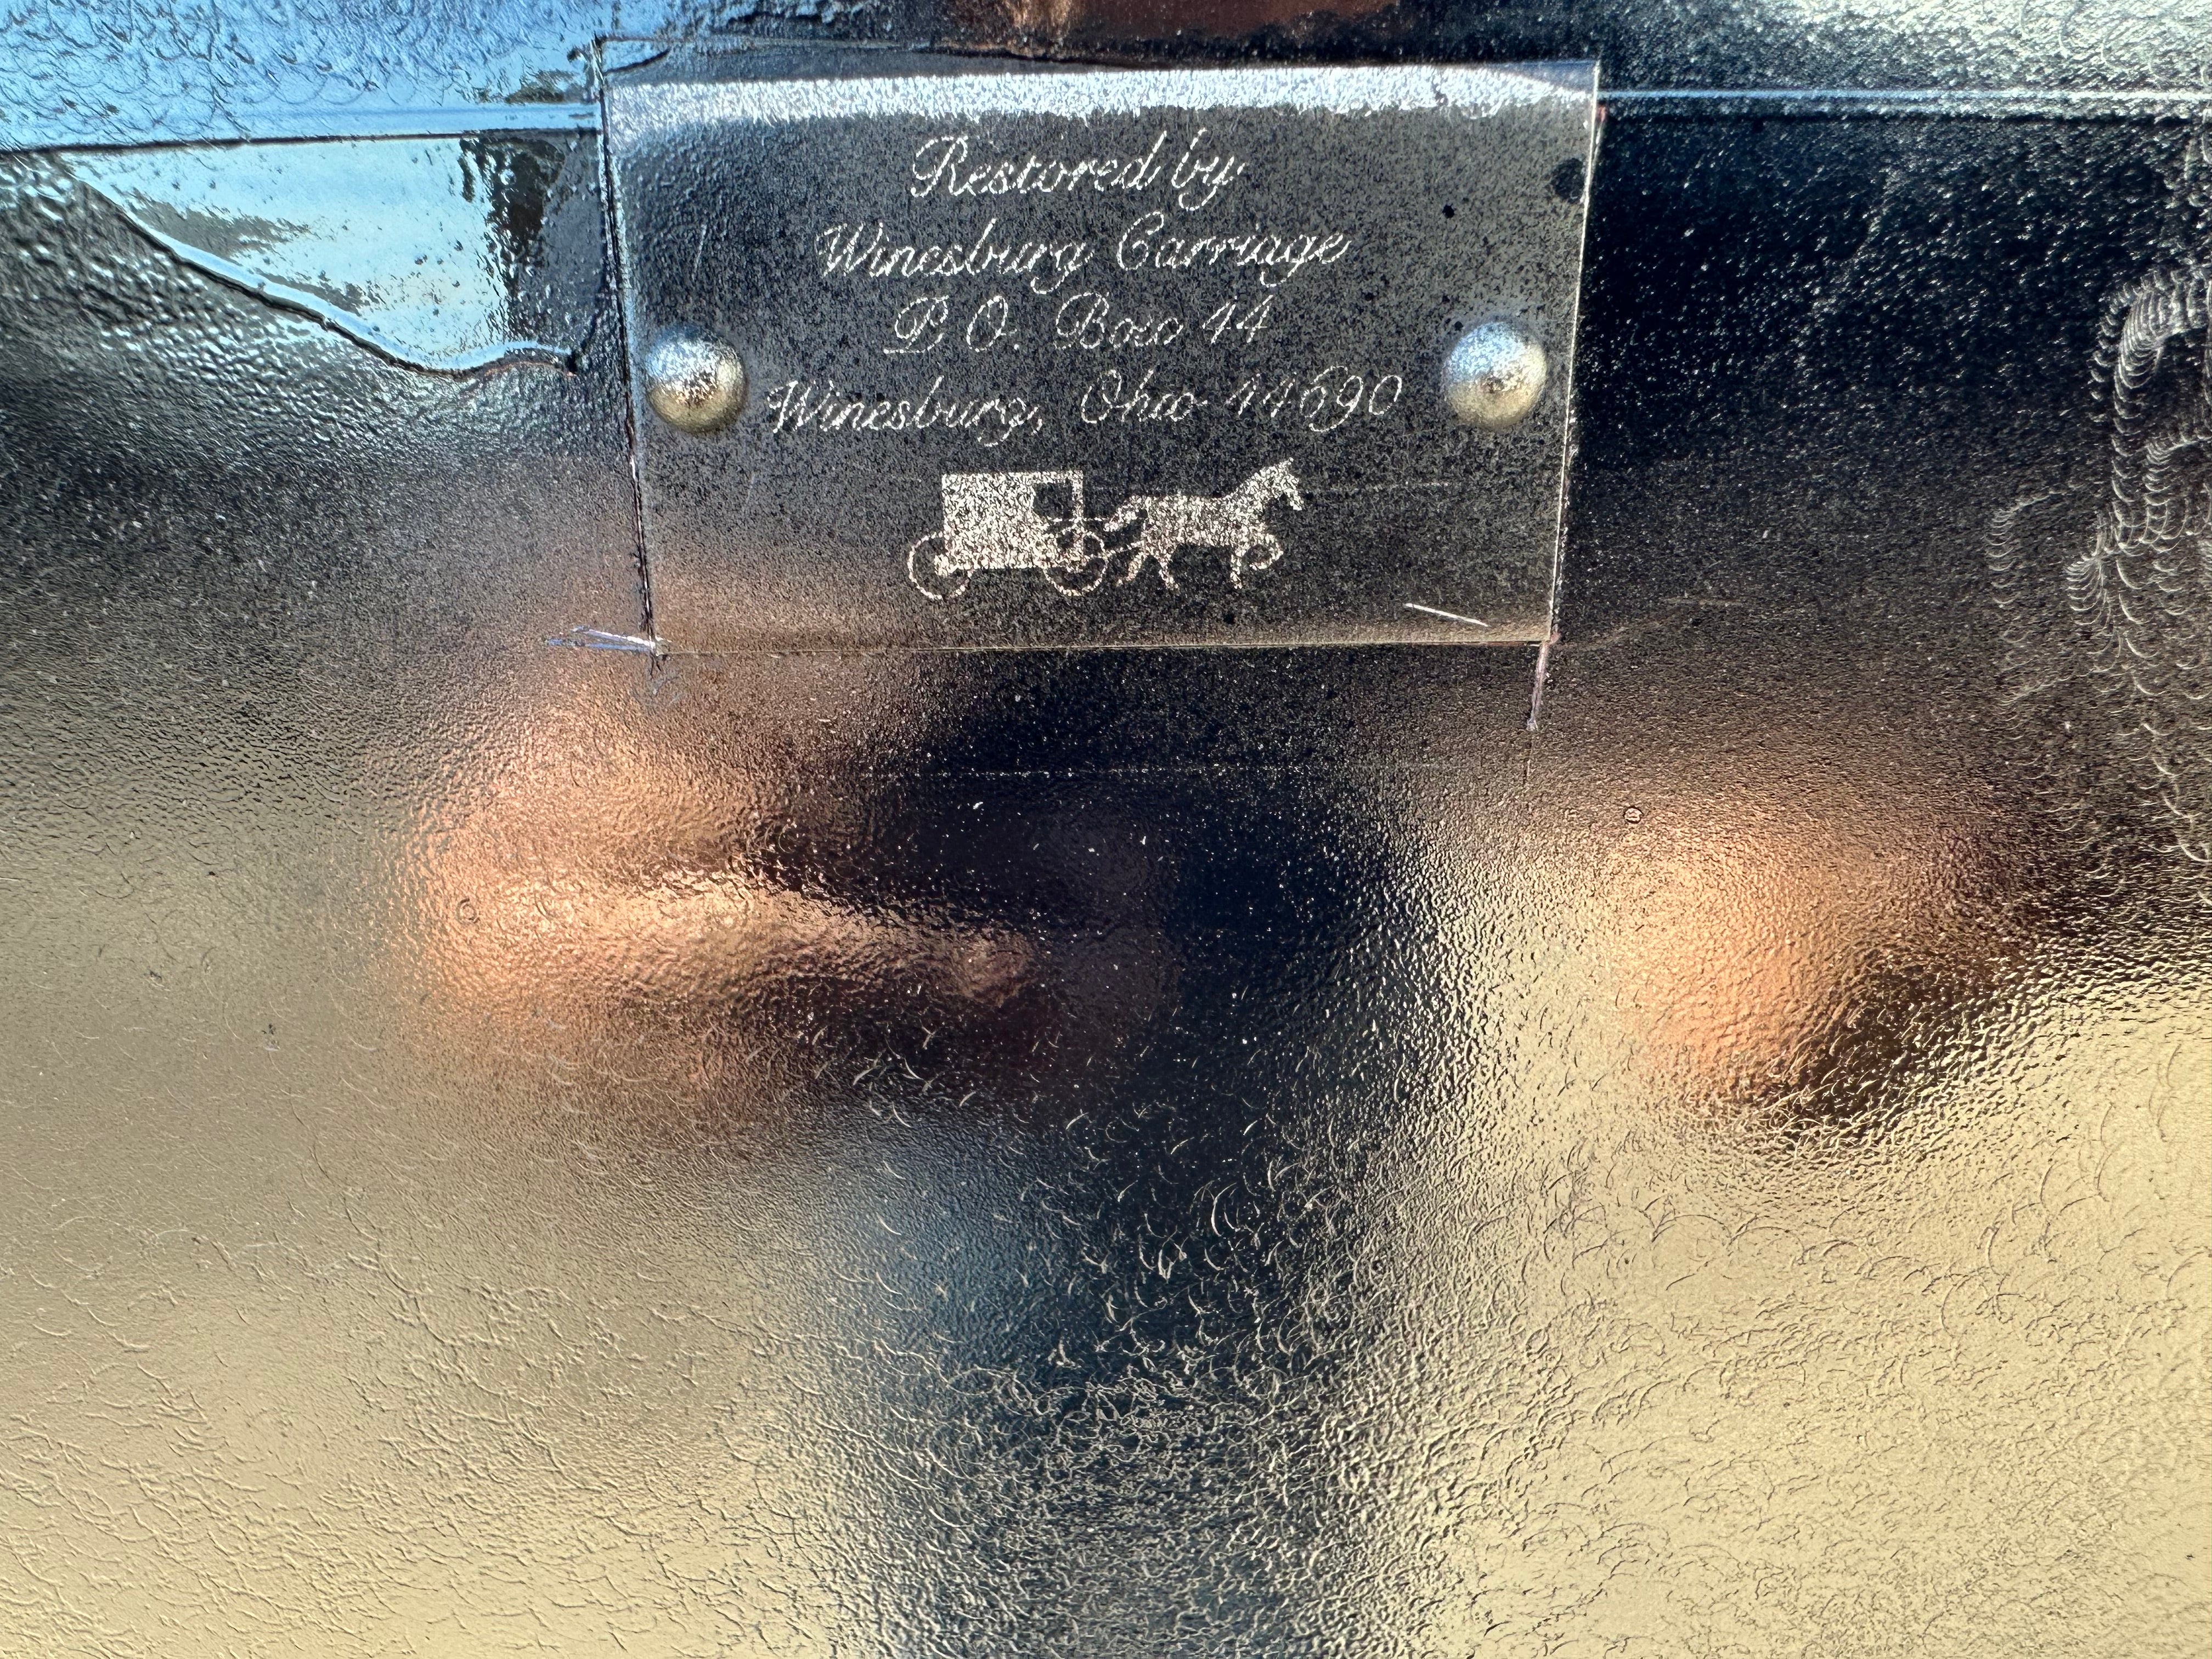 Restored by
Winesburg Carriage
P.O. Box 44
Winesburg, Ohio 44690